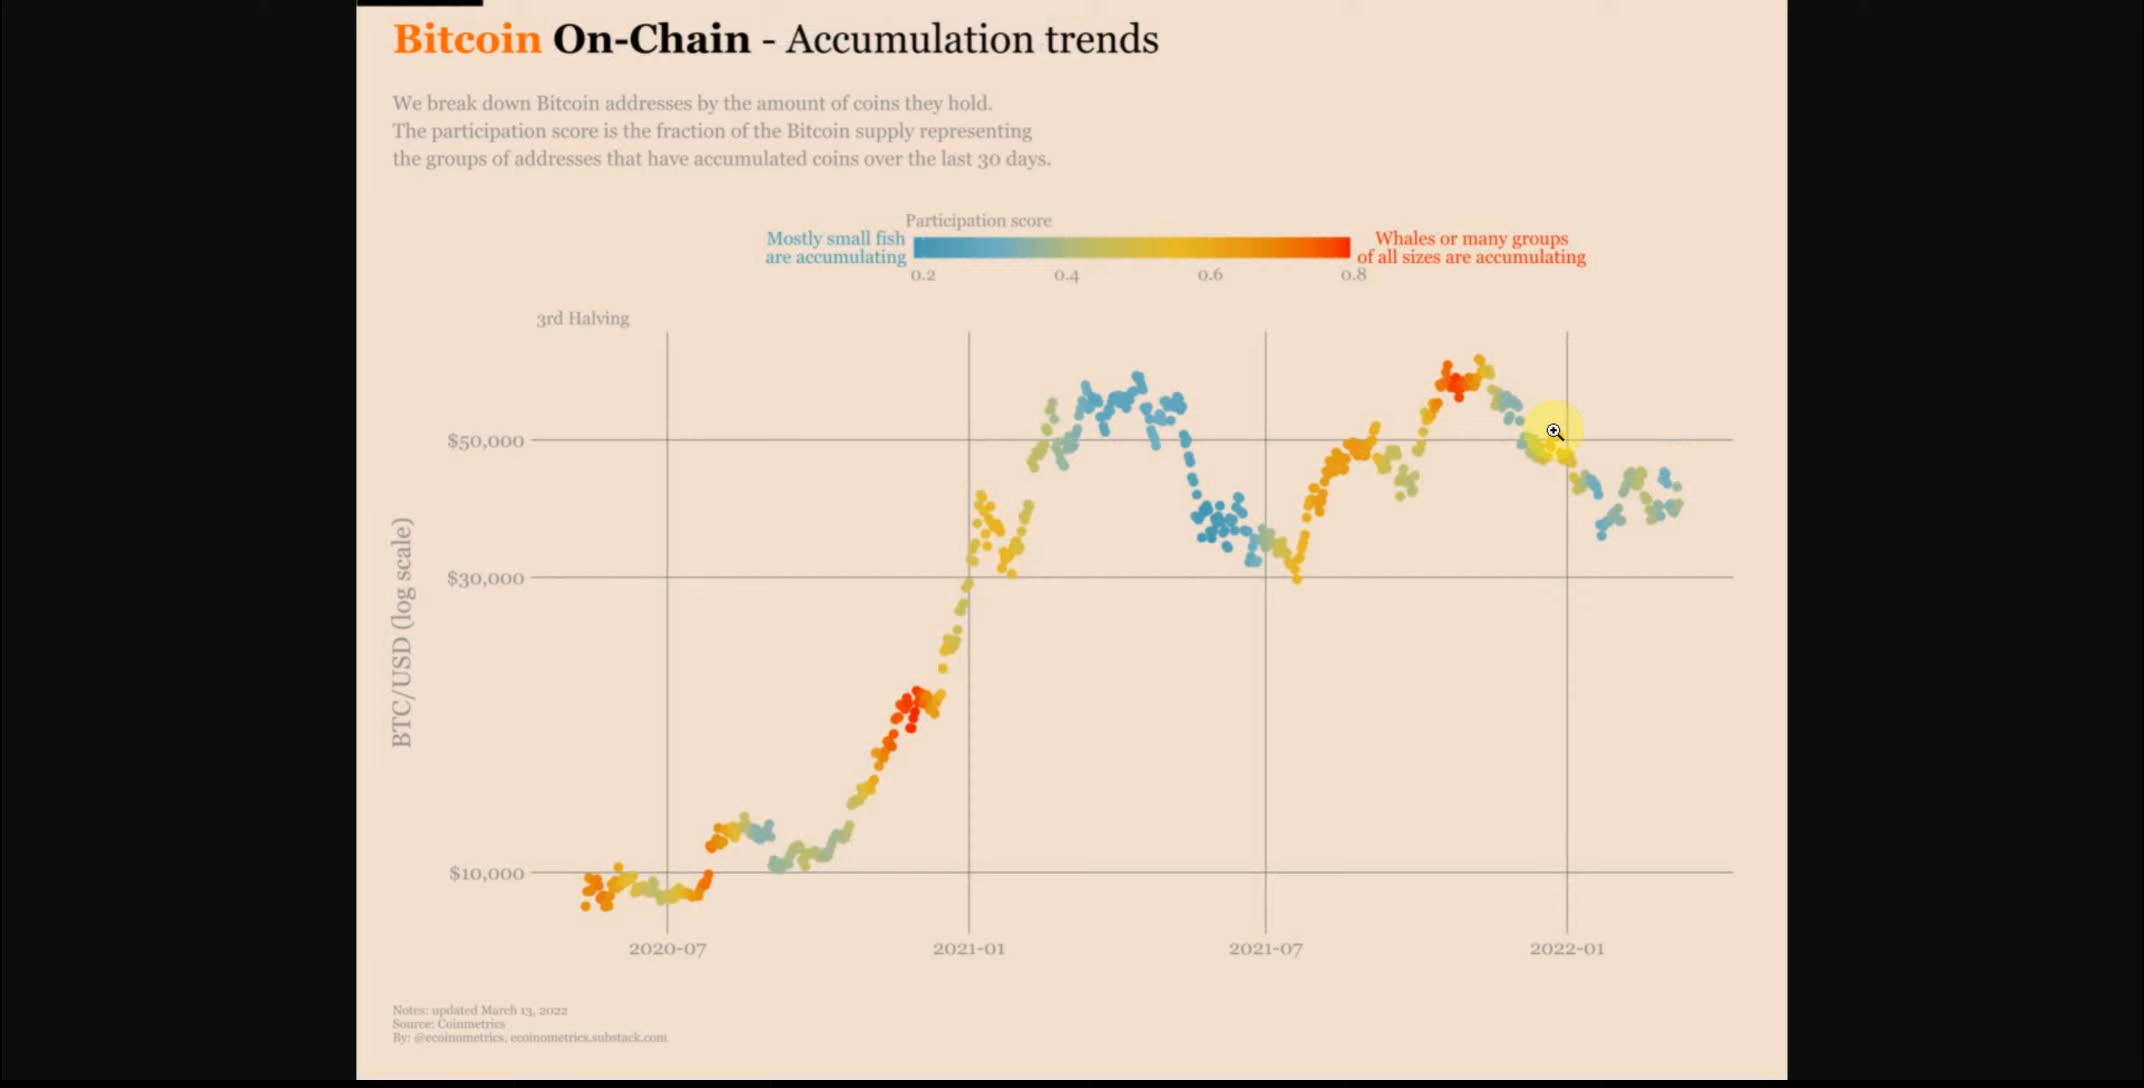 Bitcoin On-Chain - Accumulation trends
We break down Bitcoin addresses by the amount of coins they hold.
The participation score is the fraction of the Bitcoin supply representing
the groups of addresses that have accumulated coins over the last 30 days.
Participation score
Mostly small fish
are accumulating
Whales or many groups
of all sizes are accumulating
0.2 0.4 0.6 0.8
3rd Halving
BTC/USD (log scale)
$50,000
$30,000
$10,000
2020-07 2021-01 2021-07 2022-01
Notes: updated March 13, 2022
Source: Coinmetrics
By: @ecoinometrics, ecoinometrics.substack.com